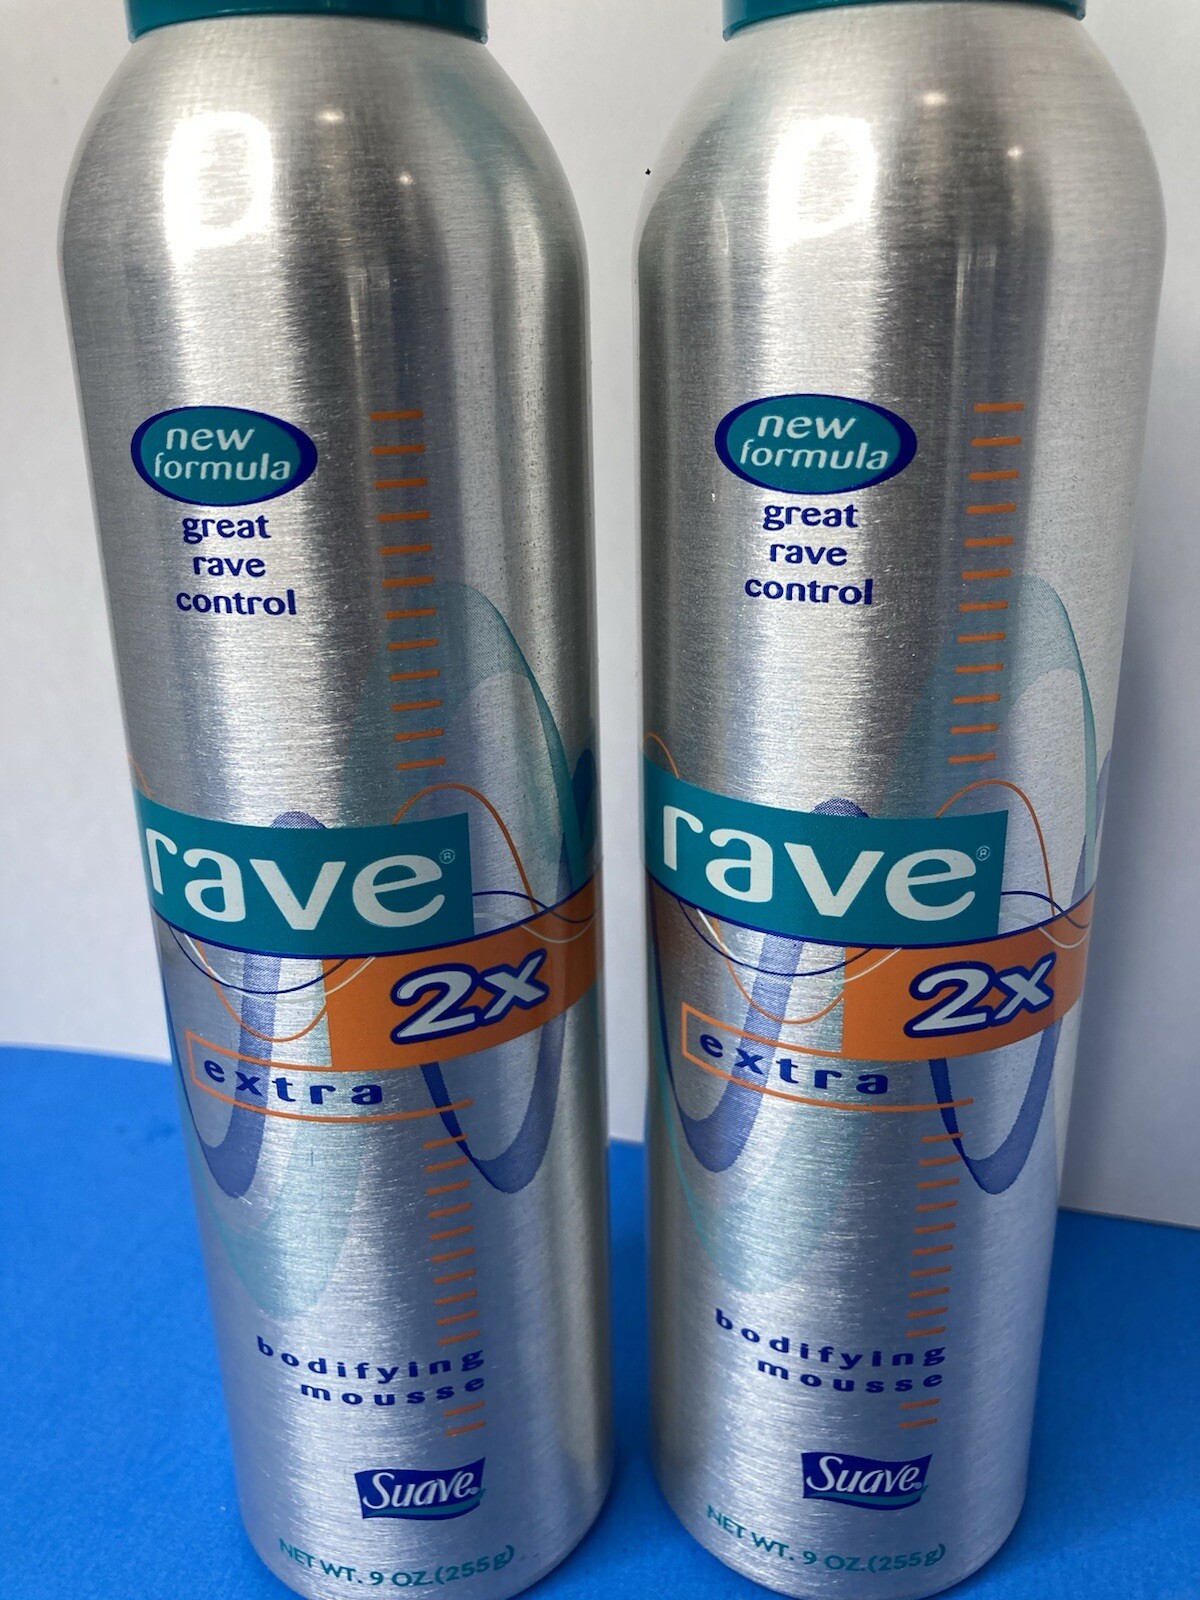 new
formula
great
rave
control
rave®
2x
extra
bodifying
mousse
Suave
NET WT. 9 OZ.(255g)
new
formula
great
rave
control
rave®
2x
extra
bodifying
mousse
Suave
NET WT. 9 OZ.(255g)